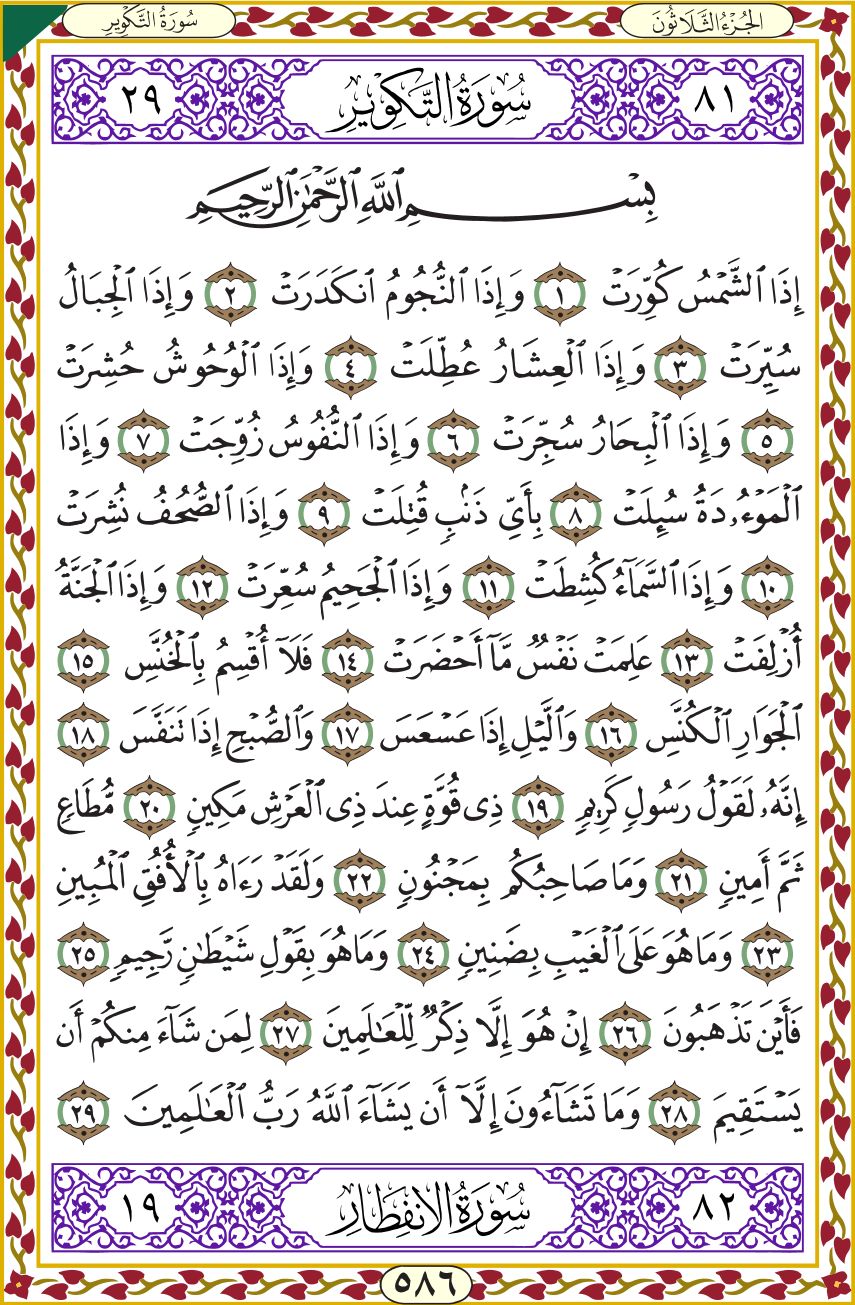 الجُزْءُ الثَّلَاثُونَ
سُورَةُ التَّكْوِيرِ
٨١ سُورَةُ التَّكْوِيرِ ٢٩
بِسْمِ ٱللَّهِ ٱلرَّحْمَٰنِ ٱلرَّحِيمِ
إِذَا ٱلشَّمْسُ كُوِّرَتْ ١ وَإِذَا ٱلنُّجُومُ ٱنكَدَرَتْ ٢ وَإِذَا ٱلْجِبَالُ
سُيِّرَتْ ٣ وَإِذَا ٱلْعِشَارُ عُطِّلَتْ ٤ وَإِذَا ٱلْوُحُوشُ حُشِرَتْ
٥ وَإِذَا ٱلْبِحَارُ سُجِّرَتْ ٦ وَإِذَا ٱلنُّفُوسُ زُوِّجَتْ ٧ وَإِذَا
ٱلْمَوْءُۥدَةُ سُئِلَتْ ٨ بِأَىِّ ذَنۢبٍ قُتِلَتْ ٩ وَإِذَا ٱلصُّحُفُ نُشِرَتْ
١٠ وَإِذَا ٱلسَّمَآءُ كُشِطَتْ ١١ وَإِذَا ٱلْجَحِيمُ سُعِّرَتْ ١٢ وَإِذَا ٱلْجَنَّةُ
أُزْلِفَتْ ١٣ عَلِمَتْ نَفْسٌ مَّآ أَحْضَرَتْ ١٤ فَلَآ أُقْسِمُ بِٱلْخُنَّسِ ١٥
ٱلْجَوَارِ ٱلْكُنَّسِ ١٦ وَٱلَّيْلِ إِذَا عَسْعَسَ ١٧ وَٱلصُّبْحِ إِذَا تَنَفَّسَ ١٨
إِنَّهُۥ لَقَوْلُ رَسُولٍ كَرِيمٍ ١٩ ذِى قُوَّةٍ عِندَ ذِى ٱلْعَرْشِ مَكِينٍ ٢٠ مُّطَاعٍ
ثَمَّ أَمِينٍ ٢١ وَمَا صَاحِبُكُم بِمَجْنُونٍ ٢٢ وَلَقَدْ رَءَاهُ بِٱلْأُفُقِ ٱلْمُبِينِ
٢٣ وَمَا هُوَ عَلَى ٱلْغَيْبِ بِضَنِينٍ ٢٤ وَمَا هُوَ بِقَوْلِ شَيْطَٰنٍ رَّجِيمٍ ٢٥
فَأَيْنَ تَذْهَبُونَ ٢٦ إِنْ هُوَ إِلَّا ذِكْرٌ لِّلْعَٰلَمِينَ ٢٧ لِمَن شَآءَ مِنكُمْ أَن
يَسْتَقِيمَ ٢٨ وَمَا تَشَآءُونَ إِلَّآ أَن يَشَآءَ ٱللَّهُ رَبُّ ٱلْعَٰلَمِينَ ٢٩
٨٢ سُورَةُ الِانفِطَارِ ١٩
٥٨٦